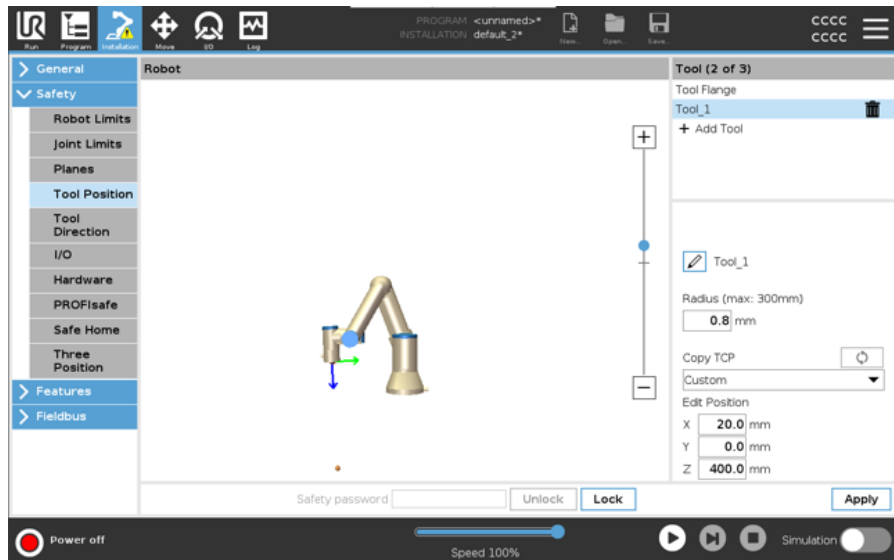 PROGRAM <unnamed>*
INSTALLATION default_2*
Run
Program
Installation
Move
I/O
Log
New...
Open...
Save...
CCCC
CCCC
General
Safety
Robot Limits
Joint Limits
Planes
Tool Position
Tool
Direction
I/O
Hardware
PROFIsafe
Safe Home
Three
Position
Features
Fieldbus
Robot
Safety password
Unlock
Lock
Tool (2 of 3)
Tool Flange
Tool_1
+ Add Tool
Tool_1
Radius (max: 300mm)
0.8 mm
Copy TCP
Custom
Edit Position
X 20.0 mm
Y 0.0 mm
Z 400.0 mm
Apply
Power off
Speed 100%
Simulation